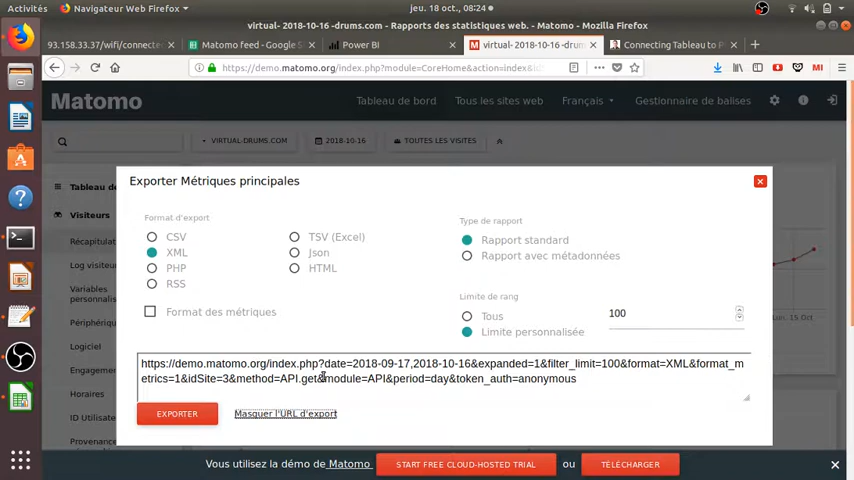 Activités
Navigateur Web Firefox
jeu. 18 oct., 08:24
virtual- 2018-10-16 -drums.com - Rapports des statistiques web. - Matomo - Mozilla Firefox
93.158.33.37/wifi/connecte
Matomo feed - Google S
Power BI
virtual- 2018-10-16 -drum
Connecting Tableau to P
https://demo.matomo.org/index.php?module=CoreHome&action=index&id
MI
Matomo
Tableau de bord
Tous les sites web
Français
Gestionnaire de balises
VIRTUAL-DRUMS.COM
2018-10-16
TOUTES LES VISITES
Tableau de
Visiteurs
Récapitulat
Log visiteur
Variables
personnalis
Périphériqu
Logiciel
Engagemen
ID utilisateu
Provenance
Exporter Métriques principales
Format d'export
CSV
TSV (Excel)
XML
Json
PHP
HTML
RSS
Format des métriques
Type de rapport
Rapport standard
Rapport avec métadonnées
Limite de rang
Tous
100
Limite personnalisée
https://demo.matomo.org/index.php?date=2018-09-17,2018-10-16&expanded=1&filter_limit=100&format=XML&format_m
etrics=1&idSite=3&method=API.get&module=API&period=day&token_auth=anonymous
EXPORTER
Masquer l'URL d'export
Vous utilisez la démo de Matomo
START FREE CLOUD-HOSTED TRIAL
ou
TÉLÉCHARGER